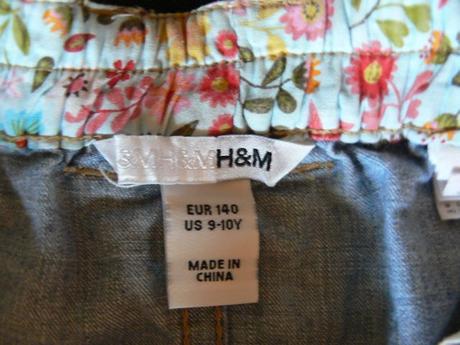 &M H&M H&M
EUR 140
US 9-10Y
MADE IN
CHINA